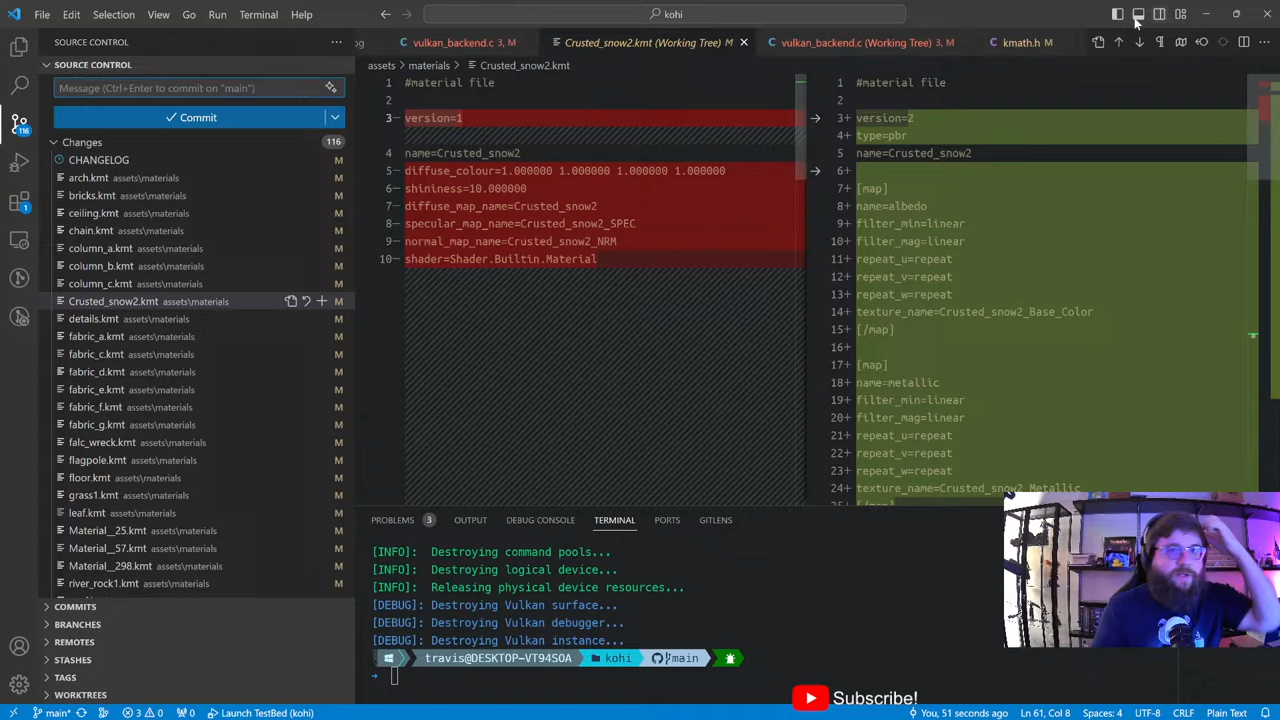 File Edit Selection View Go Run Terminal Help
kohi
SOURCE CONTROL
og vulkan_backend.c 3, M Crusted_snow2.kmt (Working Tree) M vulkan_backend.c (Working Tree) 3, M kmath.h M
SOURCE CONTROL
assets > materials > Crusted_snow2.kmt
Message (Ctrl+Enter to commit on "main")
Commit
Changes 116
CHANGELOG M
arch.kmt assets\materials M
bricks.kmt assets\materials M
ceiling.kmt assets\materials M
chain.kmt assets\materials M
column_a.kmt assets\materials M
column_b.kmt assets\materials M
column_c.kmt assets\materials M
Crusted_snow2.kmt assets\materials M
details.kmt assets\materials M
fabric_a.kmt assets\materials M
fabric_c.kmt assets\materials M
fabric_d.kmt assets\materials M
fabric_e.kmt assets\materials M
fabric_f.kmt assets\materials M
fabric_g.kmt assets\materials M
falc_wreck.kmt assets\materials M
flagpole.kmt assets\materials M
floor.kmt assets\materials M
grass1.kmt assets\materials M
leaf.kmt assets\materials M
Material__25.kmt assets\materials M
Material__57.kmt assets\materials M
Material__298.kmt assets\materials M
river_rock1.kmt assets\materials M
COMMITS
BRANCHES
REMOTES
STASHES
TAGS
WORKTREES
116
1
1 #material file
2
3− version=1
4 name=Crusted_snow2
5− diffuse_colour=1.000000 1.000000 1.000000 1.000000
6− shininess=10.000000
7− diffuse_map_name=Crusted_snow2
8− specular_map_name=Crusted_snow2_SPEC
9− normal_map_name=Crusted_snow2_NRM
10− shader=Shader.Builtin.Material
1 #material file
2
3+ version=2
4+ type=pbr
5 name=Crusted_snow2
6+
7+ [map]
8+ name=albedo
9+ filter_min=linear
10+ filter_mag=linear
11+ repeat_u=repeat
12+ repeat_v=repeat
13+ repeat_w=repeat
14+ texture_name=Crusted_snow2_Base_Color
15+ [/map]
16+
17+ [map]
18+ name=metallic
19+ filter_min=linear
20+ filter_mag=linear
21+ repeat_u=repeat
22+ repeat_v=repeat
23+ repeat_w=repeat
24+ texture_name=Crusted_snow2_Metallic
PROBLEMS 3 OUTPUT DEBUG CONSOLE TERMINAL PORTS GITLENS
[INFO]: Destroying command pools...
[INFO]: Destroying logical device...
[INFO]: Releasing physical device resources...
[DEBUG]: Destroying Vulkan surface...
[DEBUG]: Destroying Vulkan debugger...
[DEBUG]: Destroying Vulkan instance...
travis@DESKTOP-VT94SOA kohi main
Subscribe!
main* 3 0 0 Launch TestBed (kohi) You, 51 seconds ago Ln 61, Col 8 Spaces: 4 UTF-8 CRLF Plain Text